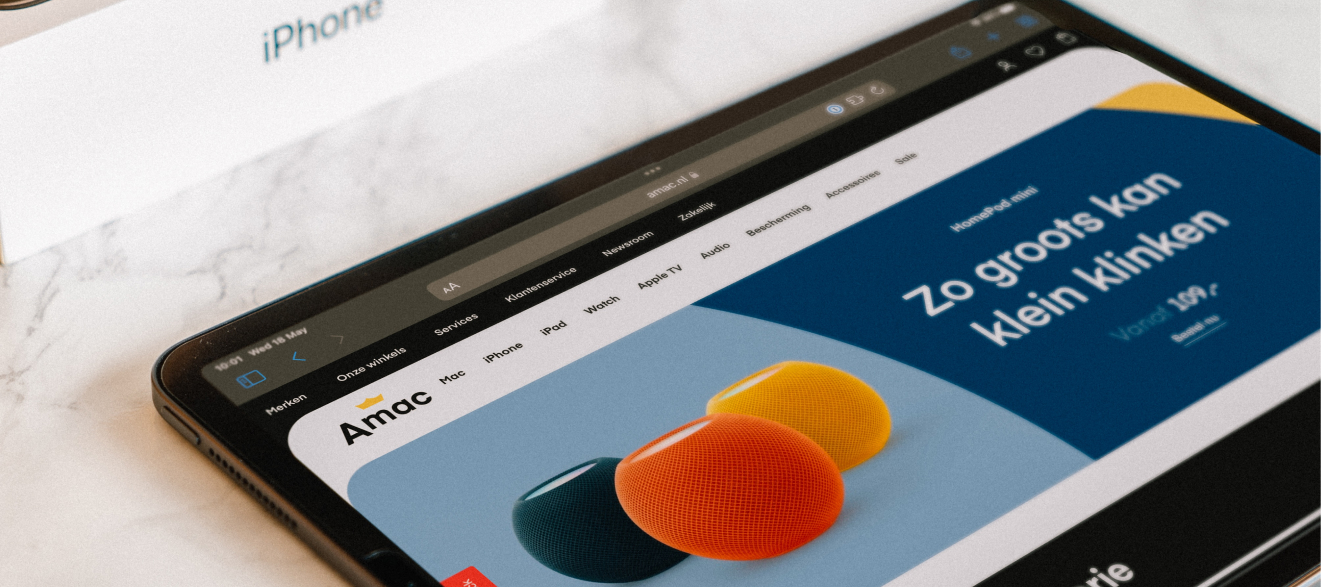 iPhone
10:01 Wed 18 May
AA
amac.nl
Merken Onze winkels Services Klantenservice Newsroom Zakelijk
Amac Mac iPhone iPad Watch Apple TV Audio Bescherming Accessoires Sale
HomePod mini
Zo groots kan
klein klinken
Vanaf 109,-
Bestel nu